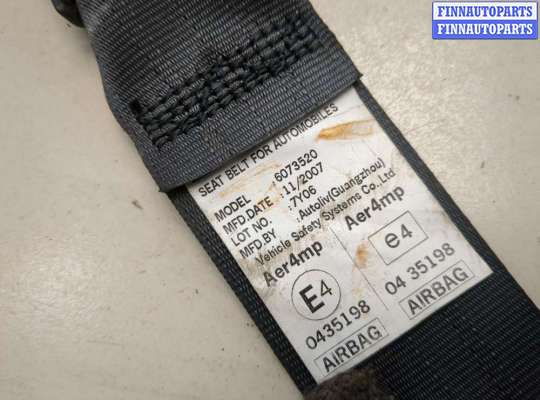 FINNAUTOPARTS
FINNAUTOPARTS
SEAT BELT FOR AUTOMOBILES
MODEL 6073520
MFD.DATE :11/2007
LOT NO. :7Y06
MFD.BY :Autoliv(Guangzhou)
Vehicle Safety Systems Co.,Ltd
Aer4mp Aer4mp
E4 e4
0435198 04 35198
AIRBAG AIRBAG